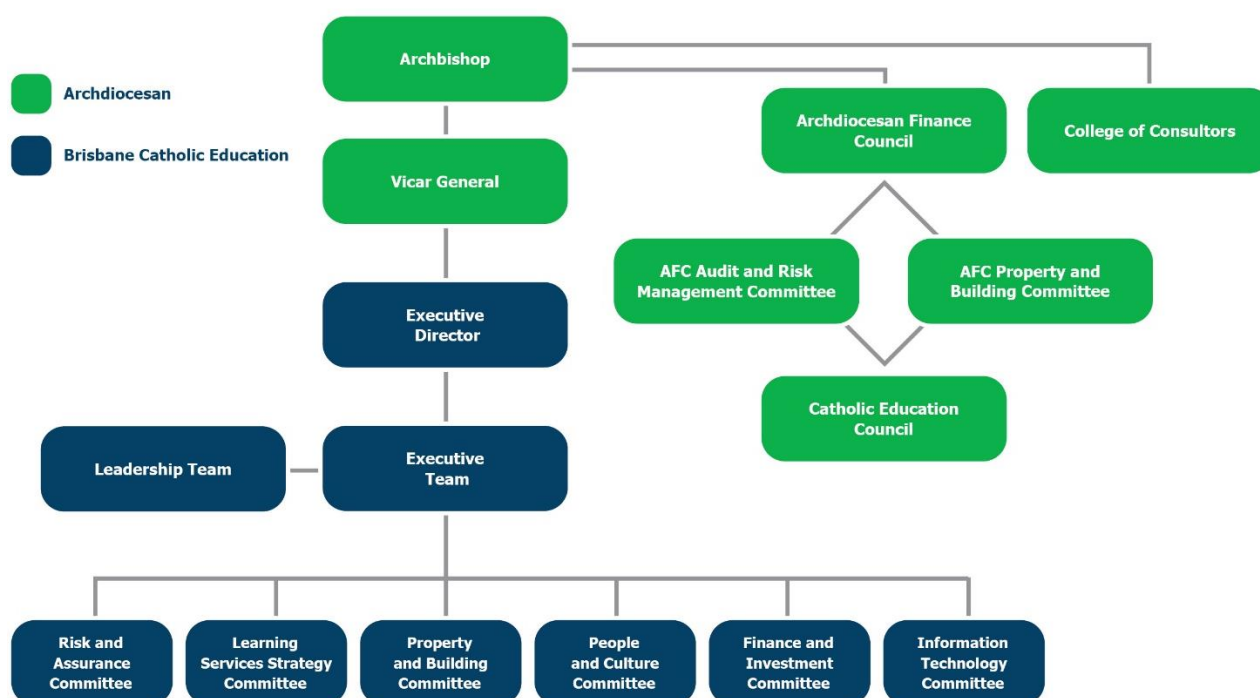 Archbishop
Archdiocesan
Brisbane Catholic Education
Archdiocesan Finance
Council
College of Consultors
Vicar General
AFC Audit and Risk
Management Committee
AFC Property and
Building Committee
Executive
Director
Catholic Education
Council
Leadership Team
Executive
Team
Risk and
Assurance
Committee
Learning
Services Strategy
Committee
Property
and Building
Committee
People
and Culture
Committee
Finance and
Investment
Committee
Information
Technology
Committee